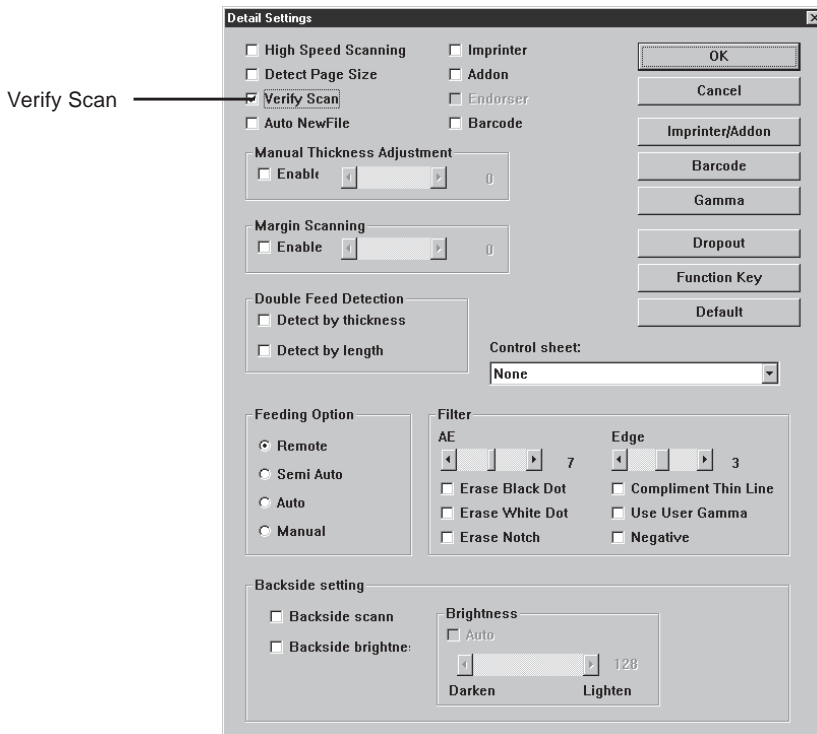 Detail Settings
High Speed Scanning
Detect Page Size
Verify Scan
Verify Scan
Auto NewFile
Imprinter
Addon
Endorser
Barcode
OK
Cancel
Imprinter/Addon
Barcode
Gamma
Dropout
Function Key
Default
Manual Thickness Adjustment
Enable 0
Margin Scanning
Enable 0
Double Feed Detection
Detect by thickness
Detect by length
Control sheet:
None
Feeding Option
Remote
Semi Auto
Auto
Manual
Filter
AE
7
Edge
3
Erase Black Dot
Erase White Dot
Erase Notch
Compliment Thin Line
Use User Gamma
Negative
Backside setting
Backside scann
Backside brightne
Brightness
Auto
128
Darken Lighten